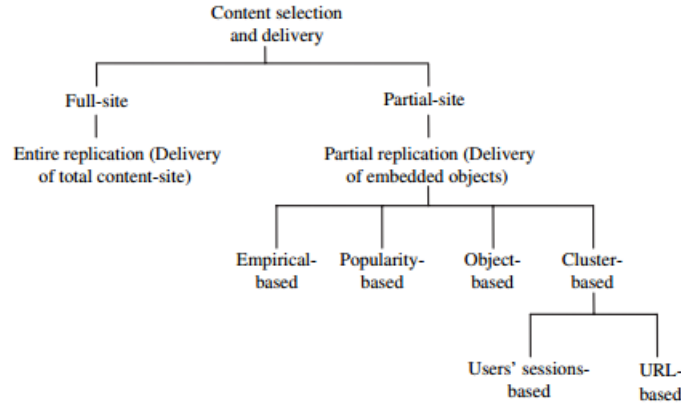 Content selection
and delivery
Full-site
Partial-site
Entire replication (Delivery
of total content-site)
Partial replication (Delivery
of embedded objects)
Empirical-
based
Popularity-
based
Object-
based
Cluster-
based
Users' sessions-
based
URL-
based